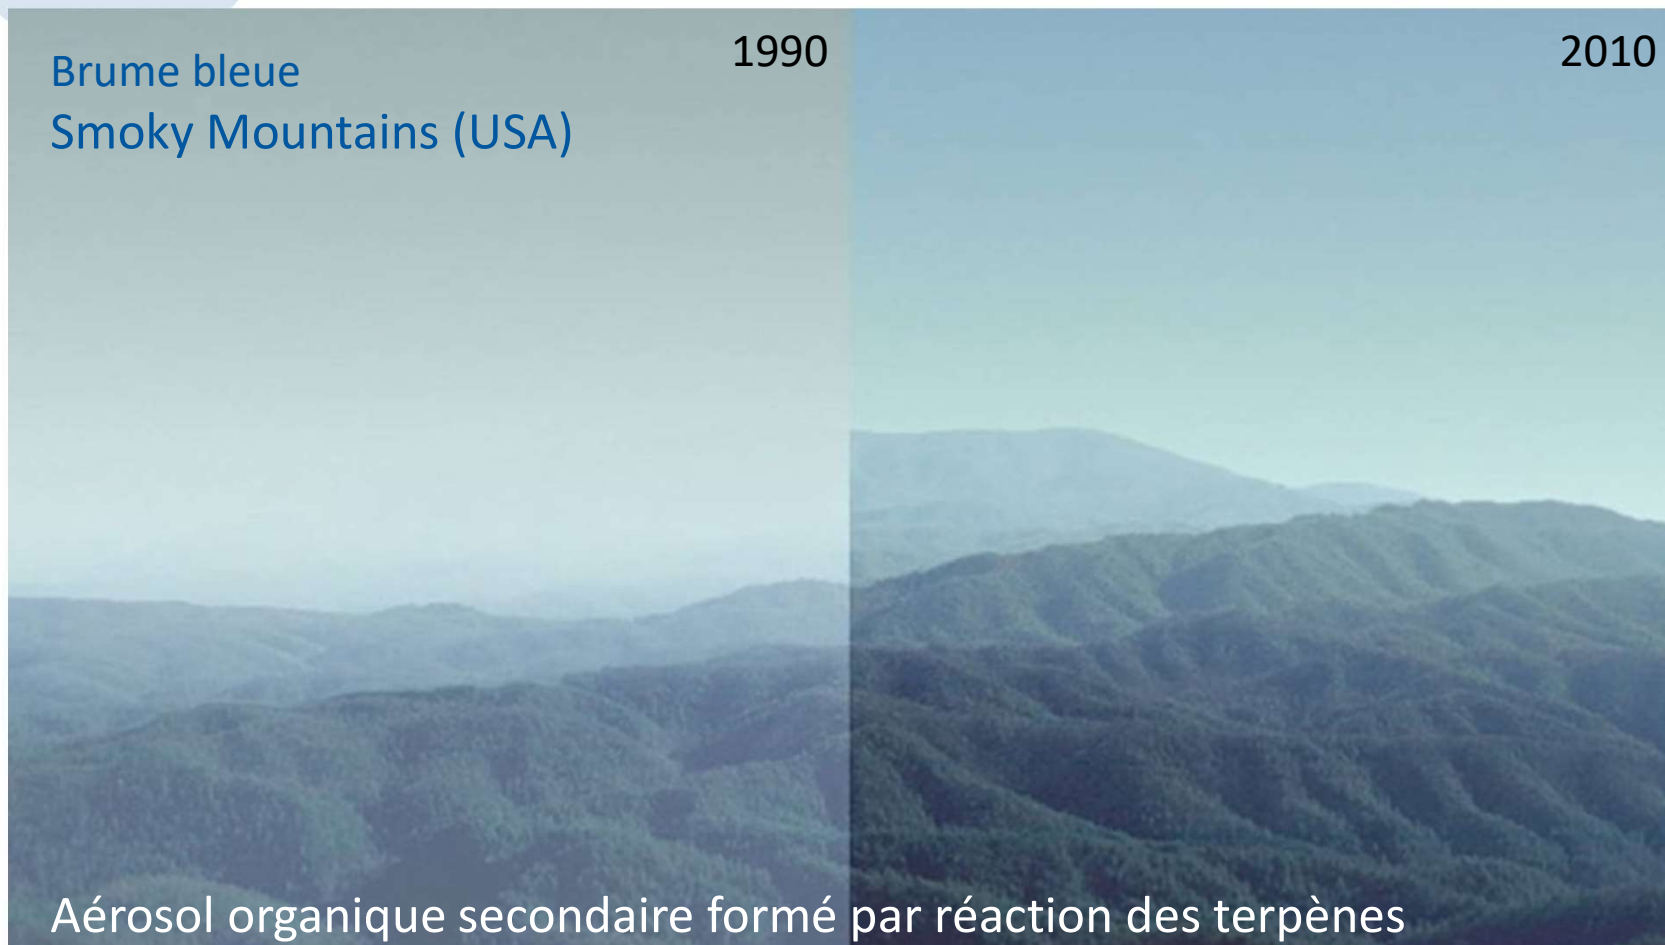 1990
2010
Brume bleue
Smoky Mountains (USA)
Aérosol organique secondaire formé par réaction des terpènes